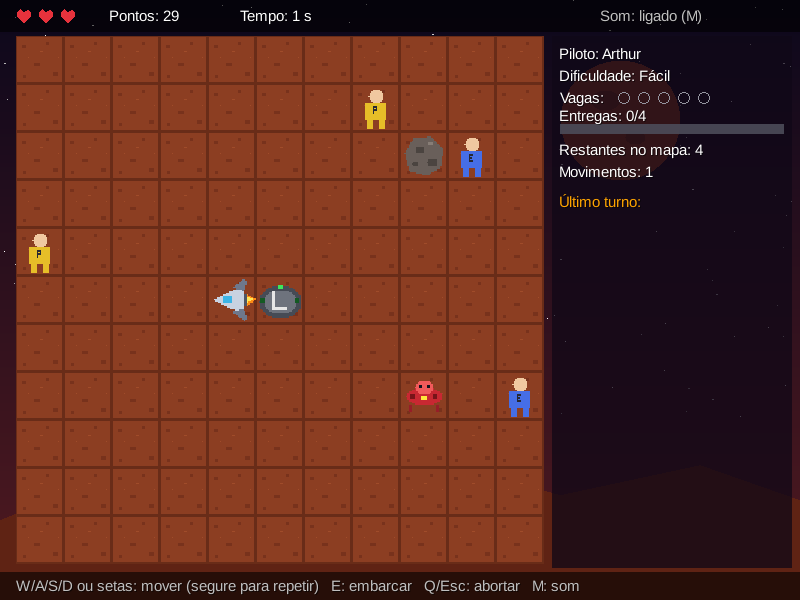 Pontos: 29 Tempo: 1 s Som: ligado (M)
Piloto: Arthur
Dificuldade: Fácil
Vagas:
Entregas: 0/4
Restantes no mapa: 4
Movimentos: 1
Último turno:
P
E
P
L
E
W/A/S/D ou setas: mover (segure para repetir) E: embarcar Q/Esc: abortar M: som